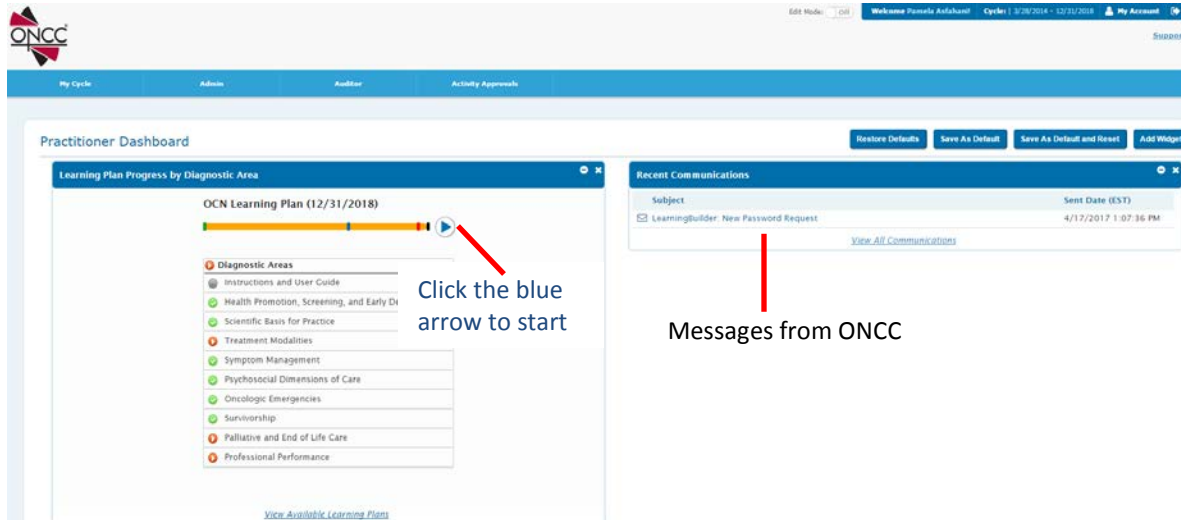 ONCC
Edit Mode: Off Welcome Pamela Asfahani! Cycle: | 3/28/2014 - 12/31/2018 My Account
Suppor
My Cycle Admin Auditor Activity Approvals
Practitioner Dashboard
Restore Defaults Save As Default Save As Default and Reset Add Widget
Learning Plan Progress by Diagnostic Area
OCN Learning Plan (12/31/2018)
Diagnostic Areas
Instructions and User Guide
Health Promotion, Screening, and Early De
Scientific Basis for Practice
Treatment Modalities
Symptom Management
Psychosocial Dimensions of Care
Oncologic Emergencies
Survivorship
Palliative and End of Life Care
Professional Performance
View Available Learning Plans
Click the blue
arrow to start
Recent Communications
Subject Sent Date (EST)
LearningBuilder: New Password Request 4/17/2017 1:07:36 PM
View All Communications
Messages from ONCC